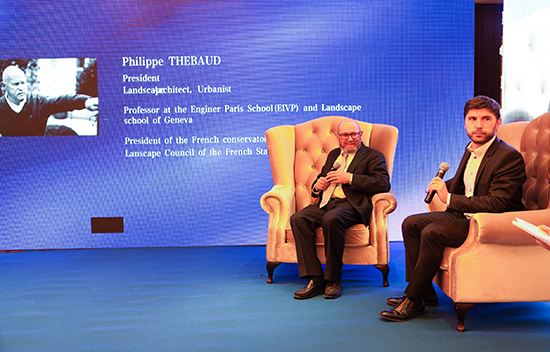 Philippe THEBAUD
President
Landscape architect, Urbanist
Professor at the Enginer Paris School(EIVP) and Landscape
school of Geneva
President of the French conservato
Lanscape Council of the French Sta